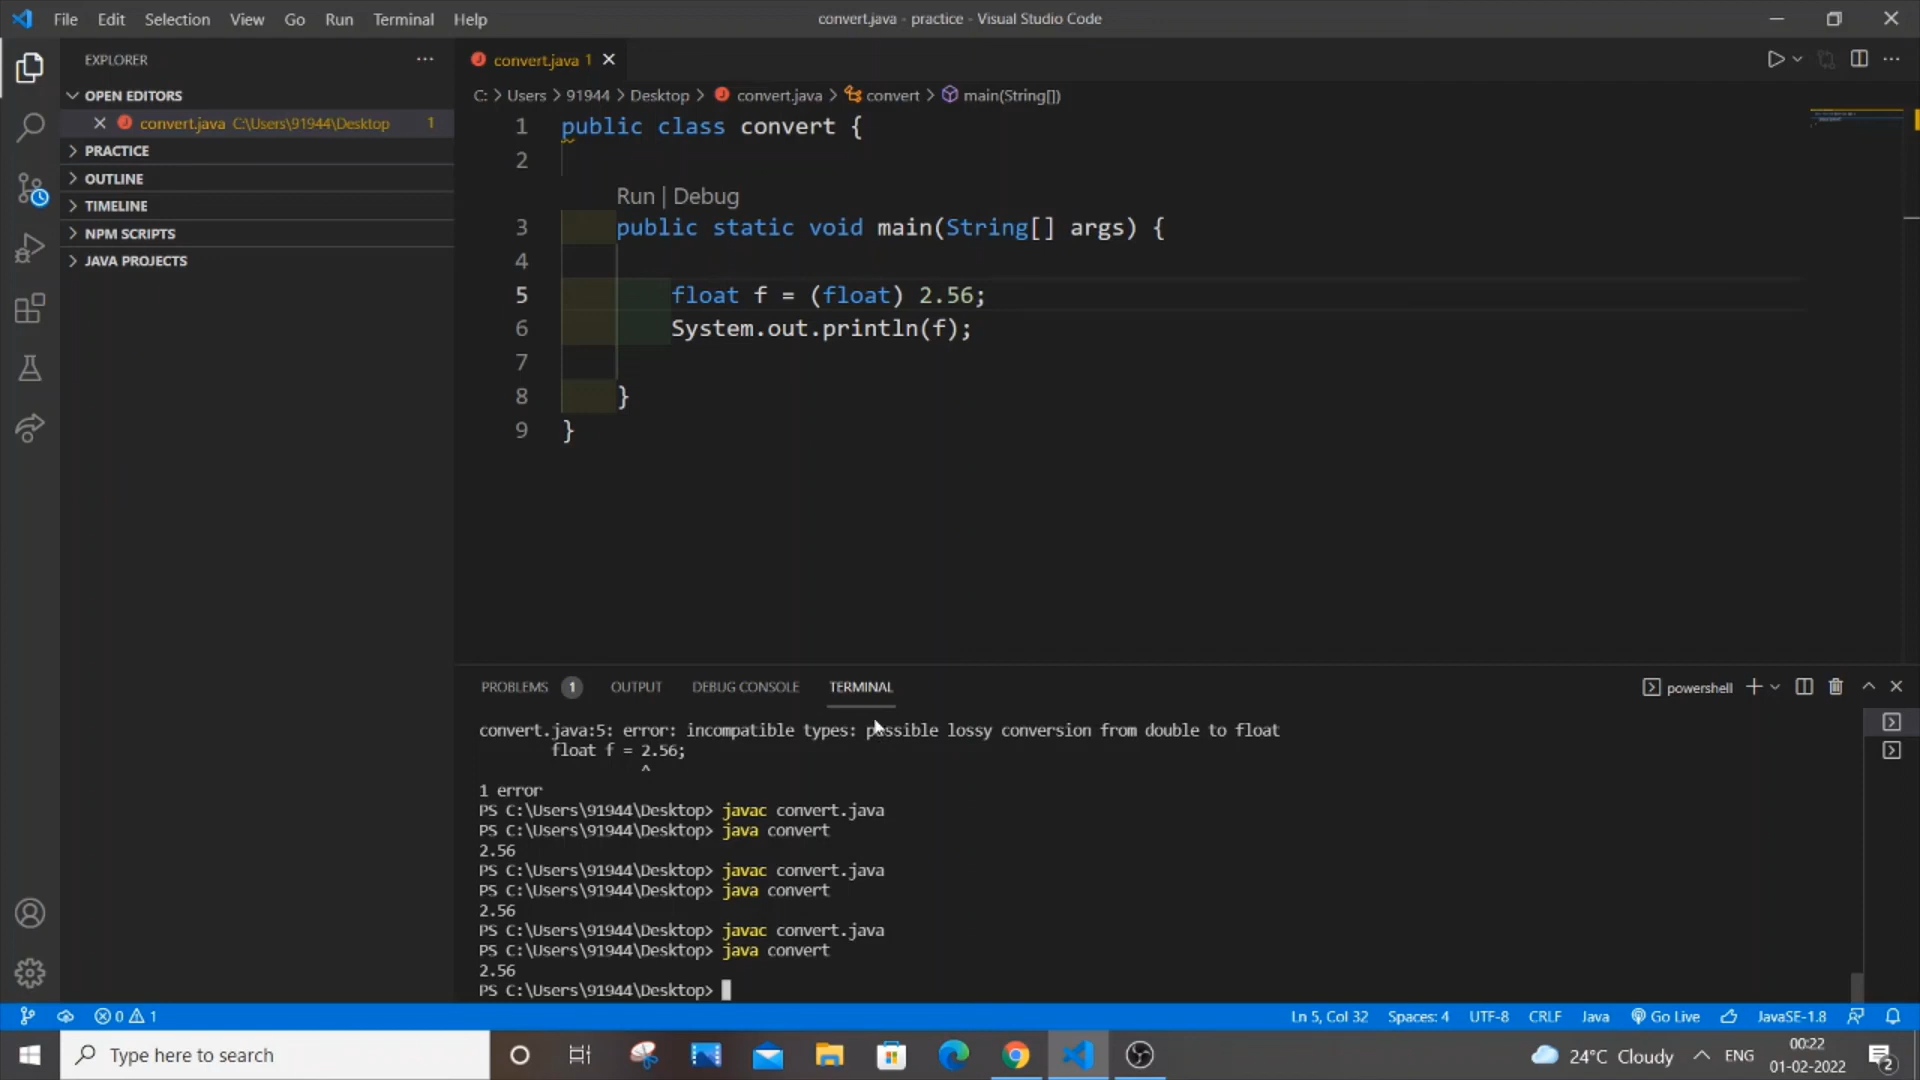 File Edit Selection View Go Run Terminal Help
convert.java - practice - Visual Studio Code
EXPLORER
OPEN EDITORS
convert.java C:\Users\91944\Desktop 1
PRACTICE
OUTLINE
TIMELINE
NPM SCRIPTS
JAVA PROJECTS
convert.java 1
C: > Users > 91944 > Desktop > convert.java > convert > main(String[])
1 public class convert {
2
Run | Debug
3 public static void main(String[] args) {
4
5 float f = (float) 2.56;
6 System.out.println(f);
7
8 }
9 }
PROBLEMS 1 OUTPUT DEBUG CONSOLE TERMINAL
powershell
convert.java:5: error: incompatible types: possible lossy conversion from double to float
float f = 2.56;
^
1 error
PS C:\Users\91944\Desktop> javac convert.java
PS C:\Users\91944\Desktop> java convert
2.56
PS C:\Users\91944\Desktop> javac convert.java
PS C:\Users\91944\Desktop> java convert
2.56
PS C:\Users\91944\Desktop> javac convert.java
PS C:\Users\91944\Desktop> java convert
2.56
PS C:\Users\91944\Desktop>
0 1
Ln 5, Col 32 Spaces: 4 UTF-8 CRLF Java Go Live JavaSE-1.8
Type here to search
24°C Cloudy ENG
00:22
01-02-2022
2